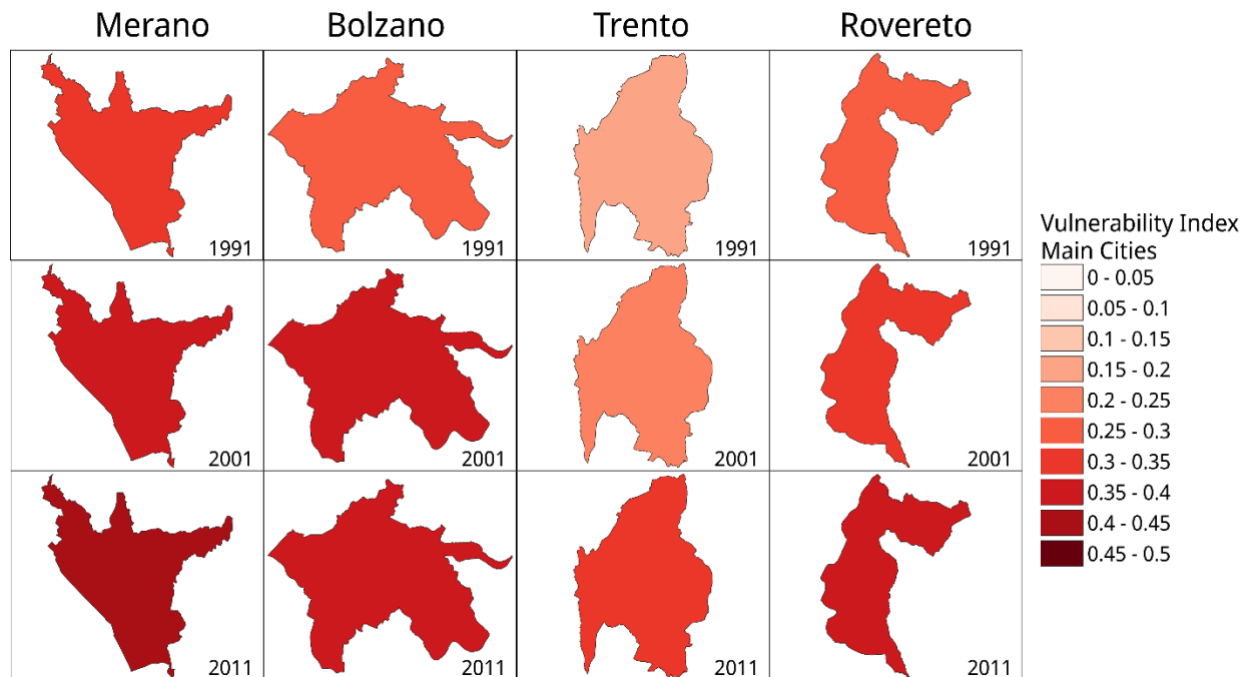 Merano Bolzano Trento Rovereto
1991 1991 1991 1991
2001 2001 2001 2001
2011 2011 2011 2011
Vulnerability Index
Main Cities
0 - 0.05
0.05 - 0.1
0.1 - 0.15
0.15 - 0.2
0.2 - 0.25
0.25 - 0.3
0.3 - 0.35
0.35 - 0.4
0.4 - 0.45
0.45 - 0.5